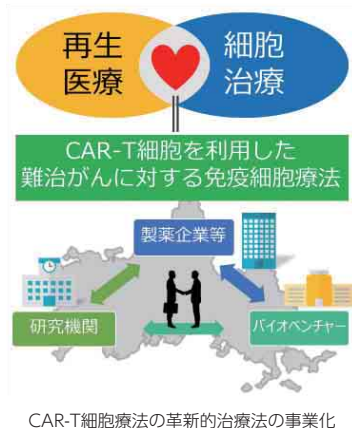 再生
医療
細胞
治療
CAR-T細胞を利用した
難治がんに対する免疫細胞療法
製薬企業等
研究機関
バイオベンチャー
CAR-T細胞療法の革新的治療法の事業化